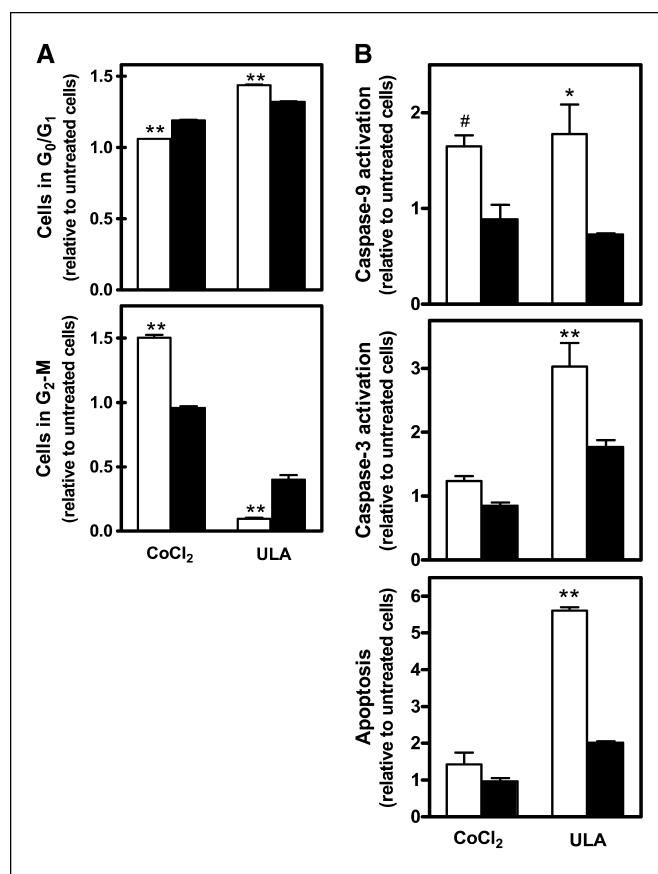 A
Cells in G0/G1
(relative to untreated cells)
1.5
1.0
0.5
0.0
**
**
Cells in G2-M
(relative to untreated cells)
1.5
1.0
0.5
0.0
**
**
CoCl2
ULA
B
Caspase-9 activation
(relative to untreated cells)
2
1
0
#
*
Caspase-3 activation
(relative to untreated cells)
3
2
1
0
**
Apoptosis
(relative to untreated cells)
6
5
4
3
2
1
0
**
CoCl2
ULA